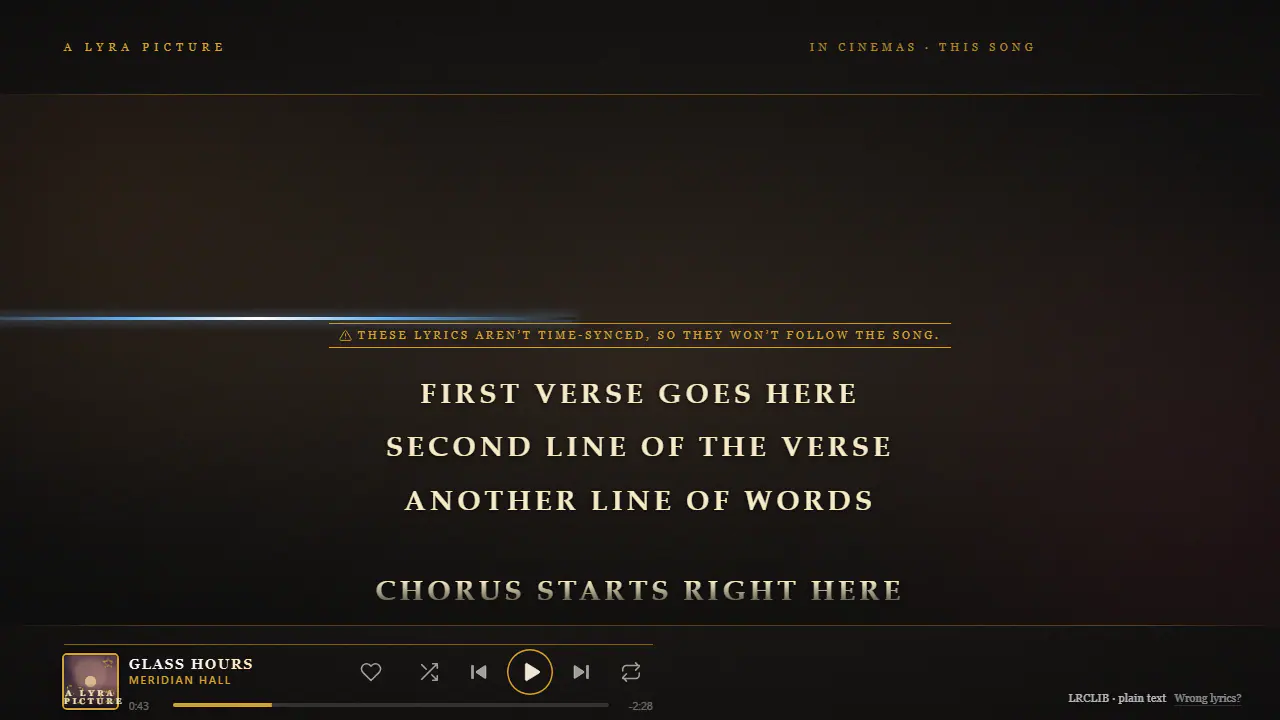 A LYRA PICTURE
IN CINEMAS · THIS SONG
THESE LYRICS AREN'T TIME-SYNCED, SO THEY WON'T FOLLOW THE SONG.
FIRST VERSE GOES HERE
SECOND LINE OF THE VERSE
ANOTHER LINE OF WORDS
CHORUS STARTS RIGHT HERE
A LYRA
PICTURE
GLASS HOURS
MERIDIAN HALL
0:43
-2:28
LRCLIB · plain text Wrong lyrics?